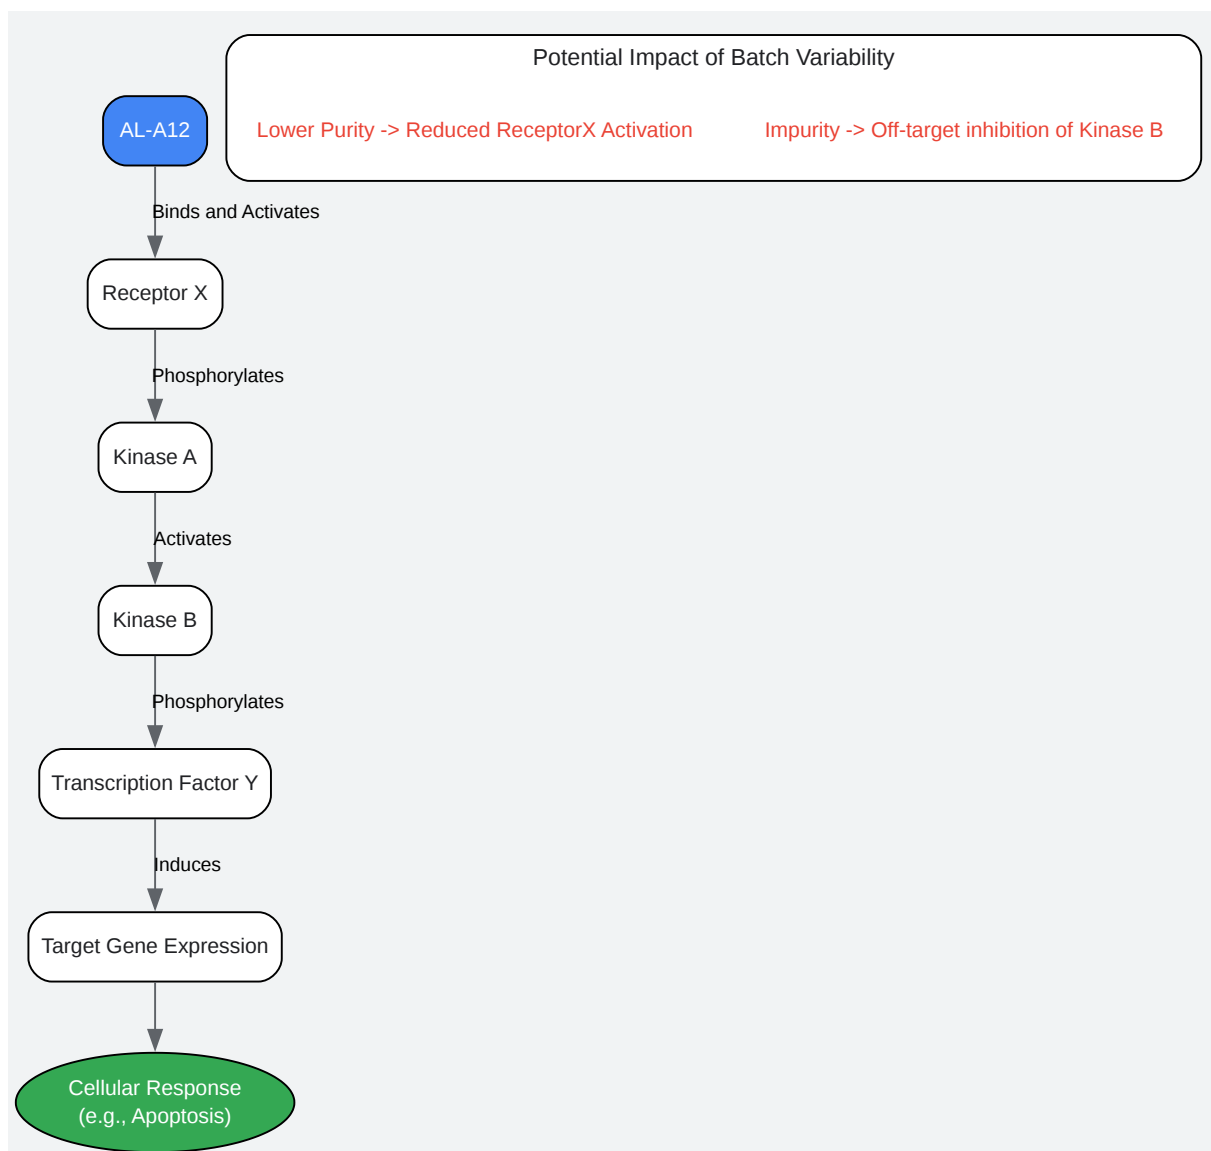 Potential Impact of Batch Variability
AL-A12
Lower Purity -> Reduced ReceptorX Activation
Impurity -> Off-target inhibition of Kinase B
Binds and Activates
Receptor X
Phosphorylates
Kinase A
Activates
Kinase B
Phosphorylates
Transcription Factor Y
Induces
Target Gene Expression
Cellular Response
(e.g., Apoptosis)